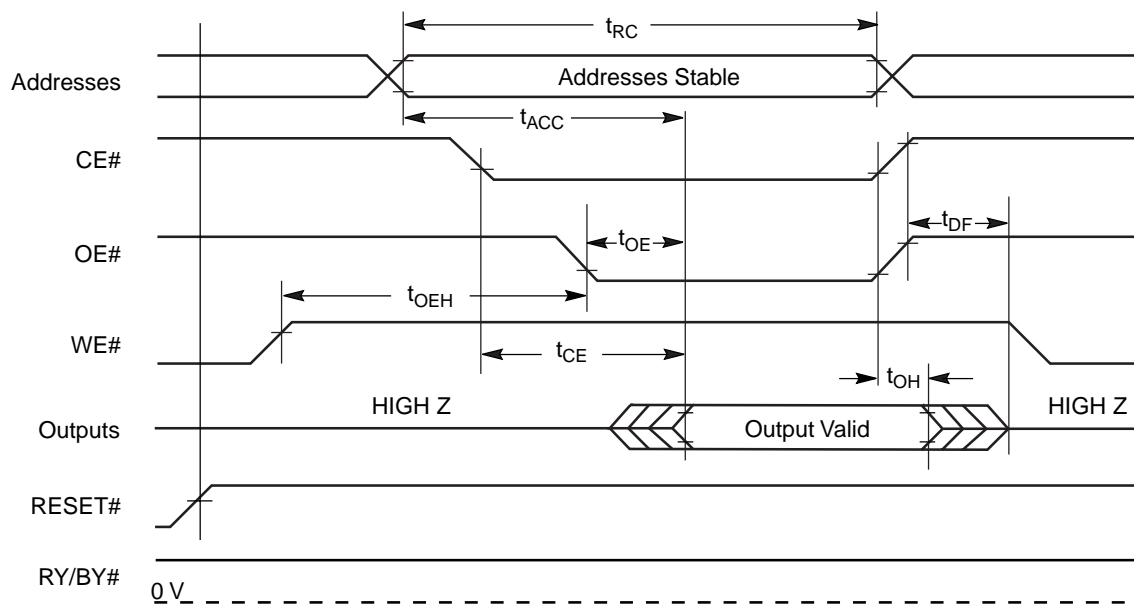 tRC
Addresses
Addresses Stable
tACC
CE#
tDF
tOE
OE#
tOEH
WE#
tCE
tOH
HIGH Z
HIGH Z
Outputs
Output Valid
RESET#
RY/BY#
0 V